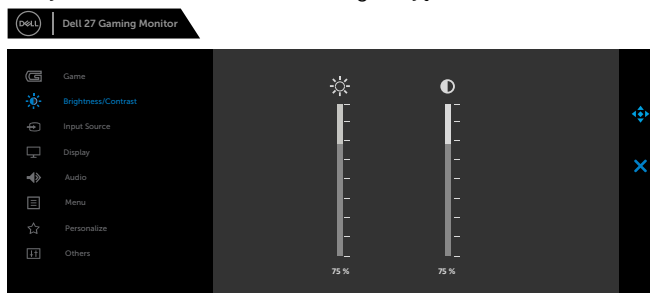 DELL
Dell 27 Gaming Monitor
Game
Brightness/Contrast
Input Source
Display
Audio
Menu
Personalize
Others
75 %
75 %